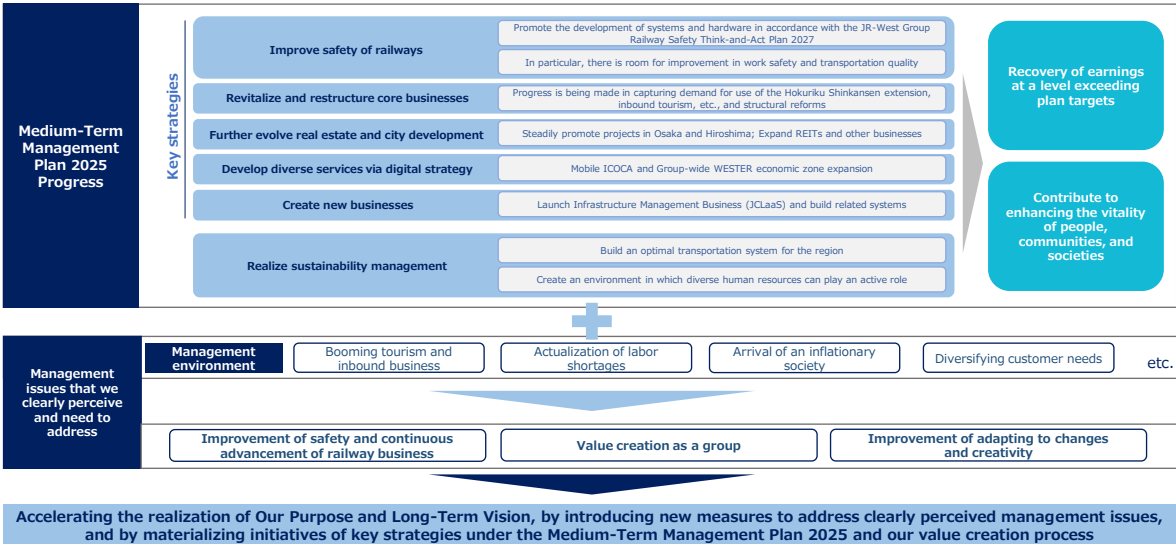 Medium-Term
Management
Plan 2025
Progress
Key strategies
Improve safety of railways
Promote the development of systems and hardware in accordance with the JR-West Group
Railway Safety Think-and-Act Plan 2027
In particular, there is room for improvement in work safety and transportation quality
Revitalize and restructure core businesses
Progress is being made in capturing demand for use of the Hokuriku Shinkansen extension,
inbound tourism, etc., and structural reforms
Further evolve real estate and city development
Steadily promote projects in Osaka and Hiroshima; Expand REITs and other businesses
Develop diverse services via digital strategy
Mobile ICOCA and Group-wide WESTER economic zone expansion
Create new businesses
Launch Infrastructure Management Business (JCLaaS) and build related systems
Realize sustainability management
Build an optimal transportation system for the region
Create an environment in which diverse human resources can play an active role
Recovery of earnings
at a level exceeding
plan targets
Contribute to
enhancing the vitality
of people,
communities, and
societies
Management
issues that we
clearly perceive
and need to
address
Management
environment
Booming tourism and
inbound business
Actualization of labor
shortages
Arrival of an inflationary
society
Diversifying customer needs
etc.
Improvement of safety and continuous
advancement of railway business
Value creation as a group
Improvement of adapting to changes
and creativity
Accelerating the realization of Our Purpose and Long-Term Vision, by introducing new measures to address clearly perceived management issues,
and by materializing initiatives of key strategies under the Medium-Term Management Plan 2025 and our value creation process